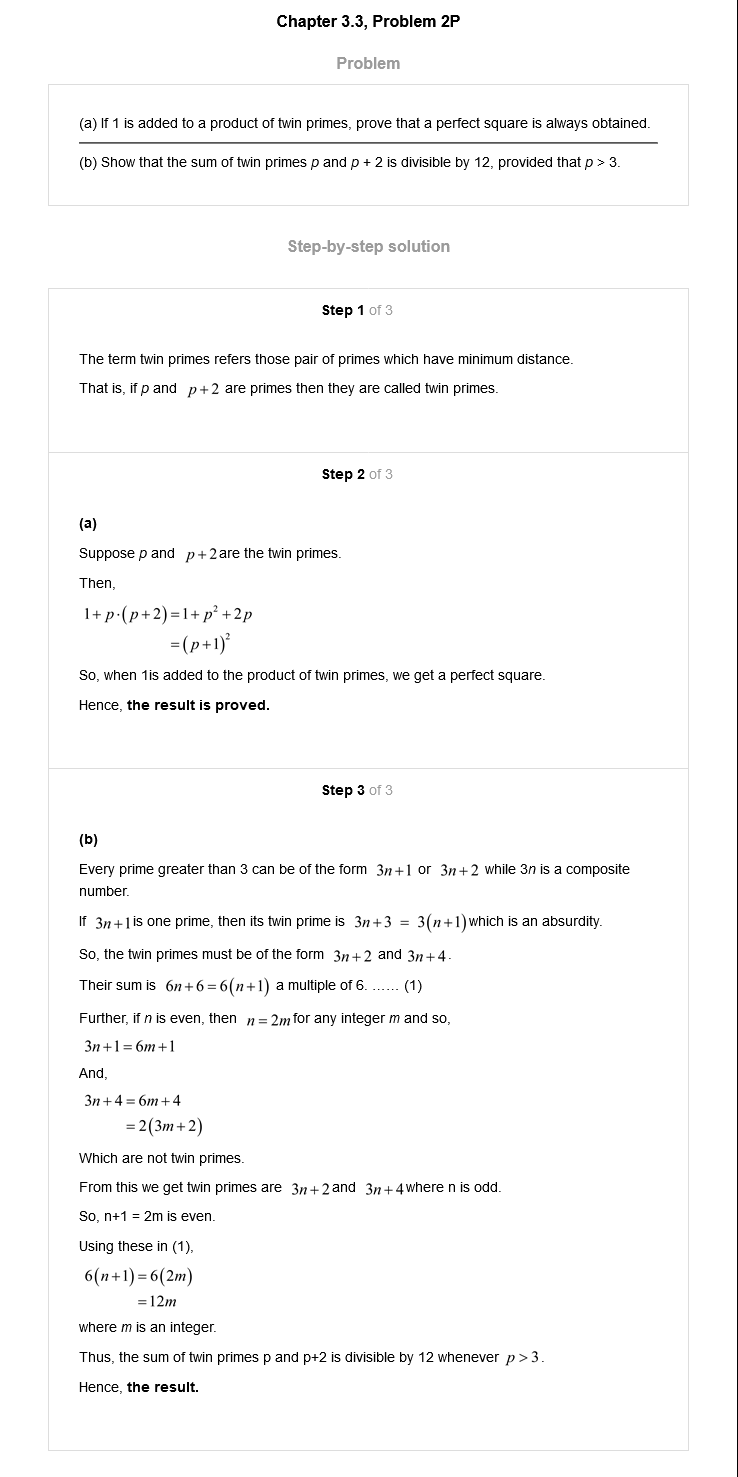 Chapter 3.3, Problem 2P
Problem
(a) If 1 is added to a product of twin primes, prove that a perfect square is always obtained.
(b) Show that the sum of twin primes p and p + 2 is divisible by 12, provided that p > 3.
Step-by-step solution
Step 1 of 3
The term twin primes refers those pair of primes which have minimum distance.
That is, if p and p+2 are primes then they are called twin primes.
Step 2 of 3
(a)
Suppose p and p+2are the twin primes.
Then,
1+p·(p+2)=1+p²+2p
=(p+1)²
So, when 1is added to the product of twin primes, we get a perfect square.
Hence, the result is proved.
Step 3 of 3
(b)
Every prime greater than 3 can be of the form 3n+1 or 3n+2 while 3n is a composite
number.
If 3n+1is one prime, then its twin prime is 3n+3 = 3(n+1)which is an absurdity.
So, the twin primes must be of the form 3n+2 and 3n+4.
Their sum is 6n+6=6(n+1) a multiple of 6. …… (1)
Further, if n is even, then n=2m for any integer m and so,
3n+1=6m+1
And,
3n+4=6m+4
=2(3m+2)
Which are not twin primes.
From this we get twin primes are 3n+2and 3n+4where n is odd.
So, n+1 = 2m is even.
Using these in (1),
6(n+1)=6(2m)
=12m
where m is an integer.
Thus, the sum of twin primes p and p+2 is divisible by 12 whenever p>3.
Hence, the result.